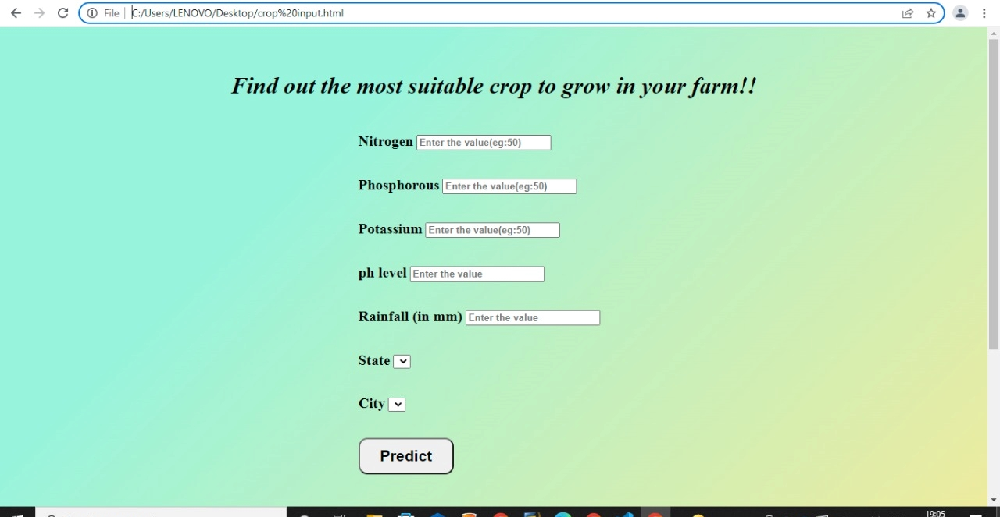 File C:/Users/LENOVO/Desktop/crop%20input.html
Find out the most suitable crop to grow in your farm!!
Nitrogen Enter the value(eg:50)
Phosphorous Enter the value(eg:50)
Potassium Enter the value(eg:50)
ph level Enter the value
Rainfall (in mm) Enter the value
State
City
Predict
19:05